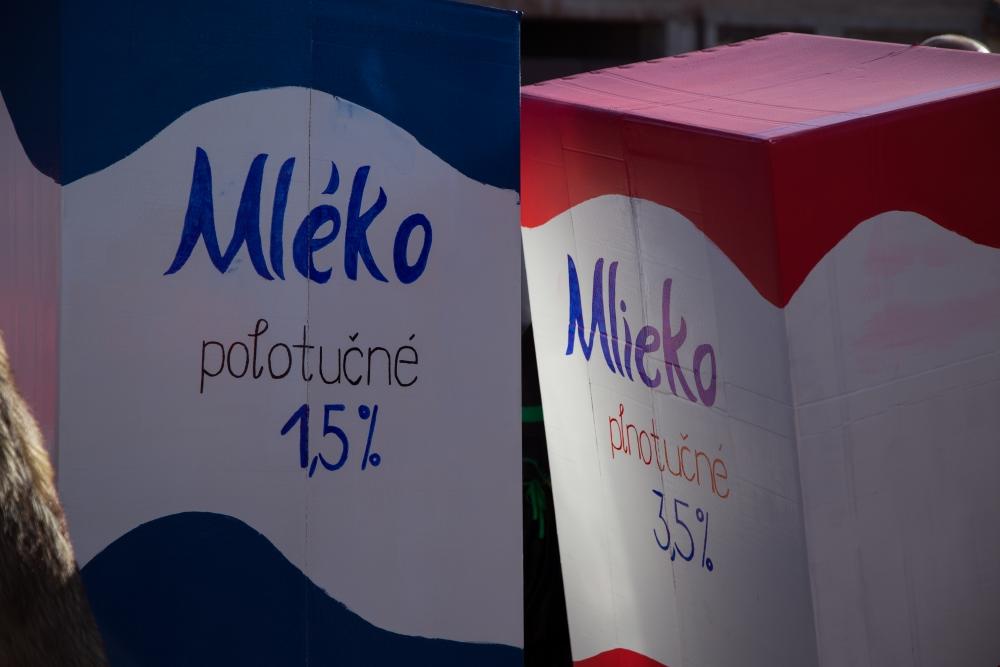 Mléko
polotučné
1,5%
Mlieko
plnotučné
3,5%